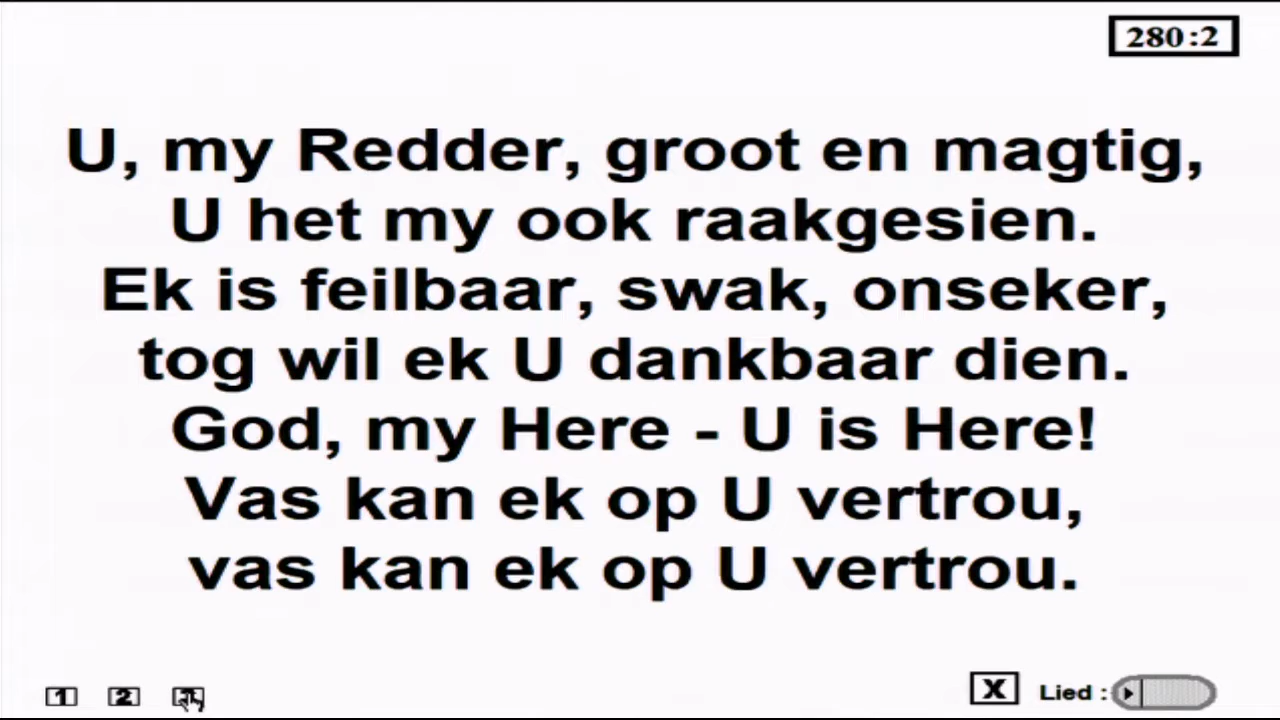 280:2
U, my Redder, groot en magtig,
U het my ook raakgesien.
Ek is feilbaar, swak, onseker,
tog wil ek U dankbaar dien.
God, my Here - U is Here!
Vas kan ek op U vertrou,
vas kan ek op U vertrou.
1 2 X Lied :